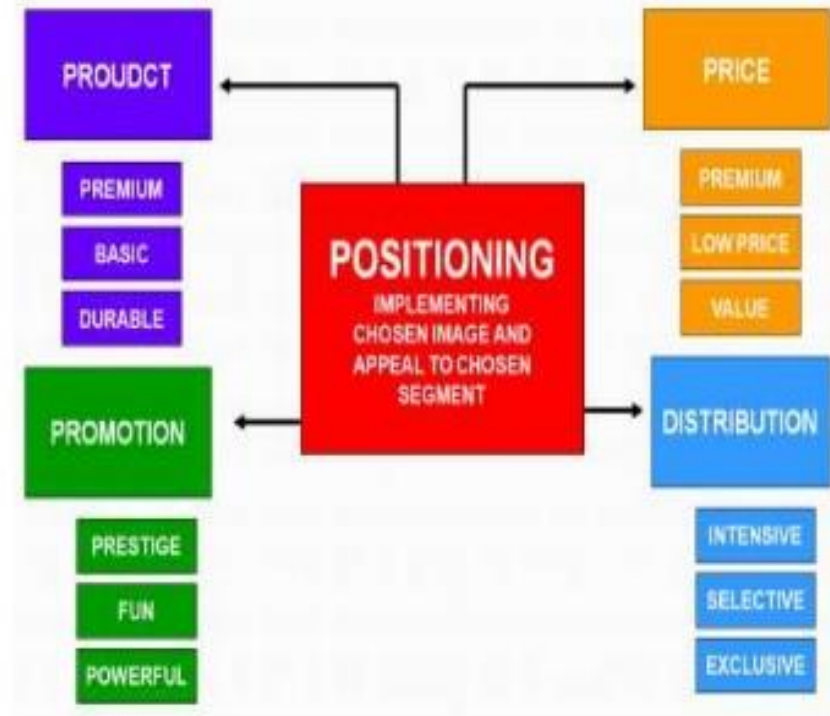 PROUDCT
PREMIUM
BASIC
DURABLE
PRICE
PREMIUM
LOW PRICE
VALUE
POSITIONING
IMPLEMENTING
CHOSEN IMAGE AND
APPEAL TO CHOSEN
SEGMENT
PROMOTION
PRESTIGE
FUN
POWERFUL
DISTRIBUTION
INTENSIVE
SELECTIVE
EXCLUSIVE